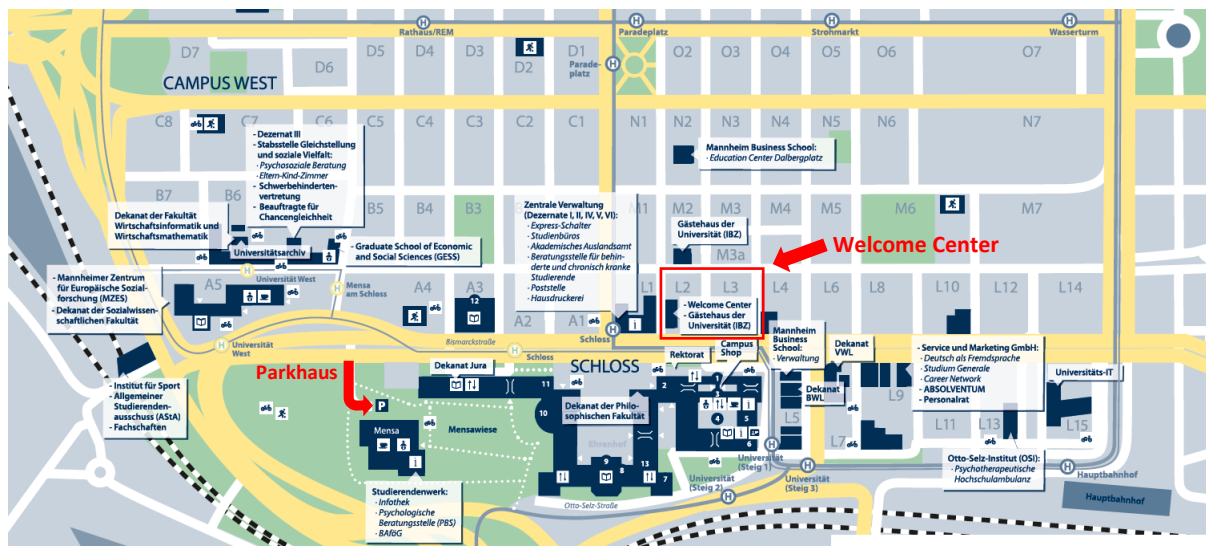 Rathaus/REM
Paradeplatz
Strohmarkt
Wasserturm
D7
D5
D4
D3
D2
D1
O2
O3
O4
O5
O6
O7
D6
Parade-
platz
CAMPUS WEST
C8
C7
C6
C5
C4
C3
C2
C1
N1
N2
N3
N4
N5
N6
N7
- Dezernat III
- Stabsstelle Gleichstellung
und soziale Vielfalt:
· Psychosoziale Beratung
· Eltern-Kind-Zimmer
- Schwerbehinderten-
vertretung
- Beauftragte für
Chancengleichheit
Mannheim Business School:
· Education Center Dalbergplatz
B7
B6
B5
B4
B3
M1
M2
M3
M4
M5
M6
M7
Dekanat der Fakultät
Wirtschaftsinformatik und
Wirtschaftsmathematik
Universitätsarchiv
- Graduate School of Economic
and Social Sciences (GESS)
Zentrale Verwaltung
(Dezernate I, II, IV, V, VI):
· Express-Schalter
· Studienbüros
· Akademisches Auslandsamt
· Beratungsstelle für behin-
derte und chronisch kranke
Studierende
· Poststelle
· Hausdruckerei
Gästehaus der
Universität (IBZ)
M3a
Welcome Center
- Mannheimer Zentrum
für Europäische Sozial-
forschung (MZES)
- Dekanat der Sozialwissen-
schaftlichen Fakultät
Universität West
Mensa
am Schloss
A5
A4
A3
12
A2
A1
L1
L2
L3
L4
L6
L8
L10
L12
L14
- Welcome Center
- Gästehaus der
Universität (IBZ)
Schloss
Bismarckstraße
Universität
West
Schloss
SCHLOSS
Rektorat
Campus
Shop
Mannheim
Business
School:
· Verwaltung
Dekanat
VWL
Dekanat
BWL
- Service und Marketing GmbH:
· Deutsch als Fremdsprache
· Studium Generale
· Career Network
- ABSOLVENTUM
- Personalrat
Universitäts-IT
- Institut für Sport
- Allgemeiner
Studierenden-
ausschuss (AStA)
- Fachschaften
Parkhaus
P
Dekanat Jura
11
2
1
3
10
Dekanat der Philo-
sophischen Fakultät
4
5
6
Mensa
Mensawiese
Ehrenhof
9
8
13
7
L5
L7
L9
L11
L13
L15
Studierendenwerk:
· Infothek
· Psychologische
Beratungsstelle (PBS)
· BAföG
Otto-Selz-Straße
Universität
(Steig 1)
Universität
(Steig 2)
Universität
(Steig 3)
Otto-Selz-Institut (OSI):
· Psychotherapeutische
Hochschulambulanz
Hauptbahnhof
Hauptbahnhof